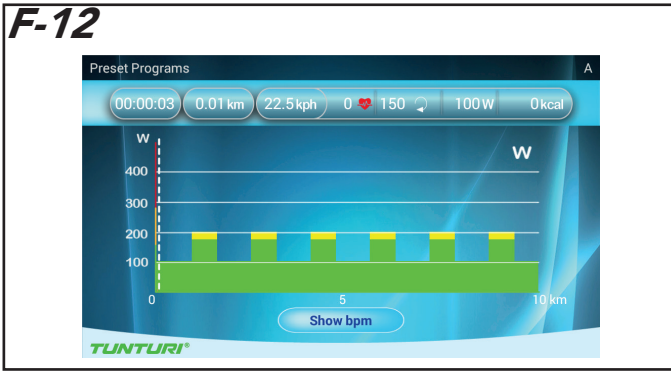 F-12
Preset Programs A
00:00:03 0.01 km 22.5 kph 0 150 100 W 0 kcal
W
W
400
300
200
100
0 5 10 km
Show bpm
TUNTURI®